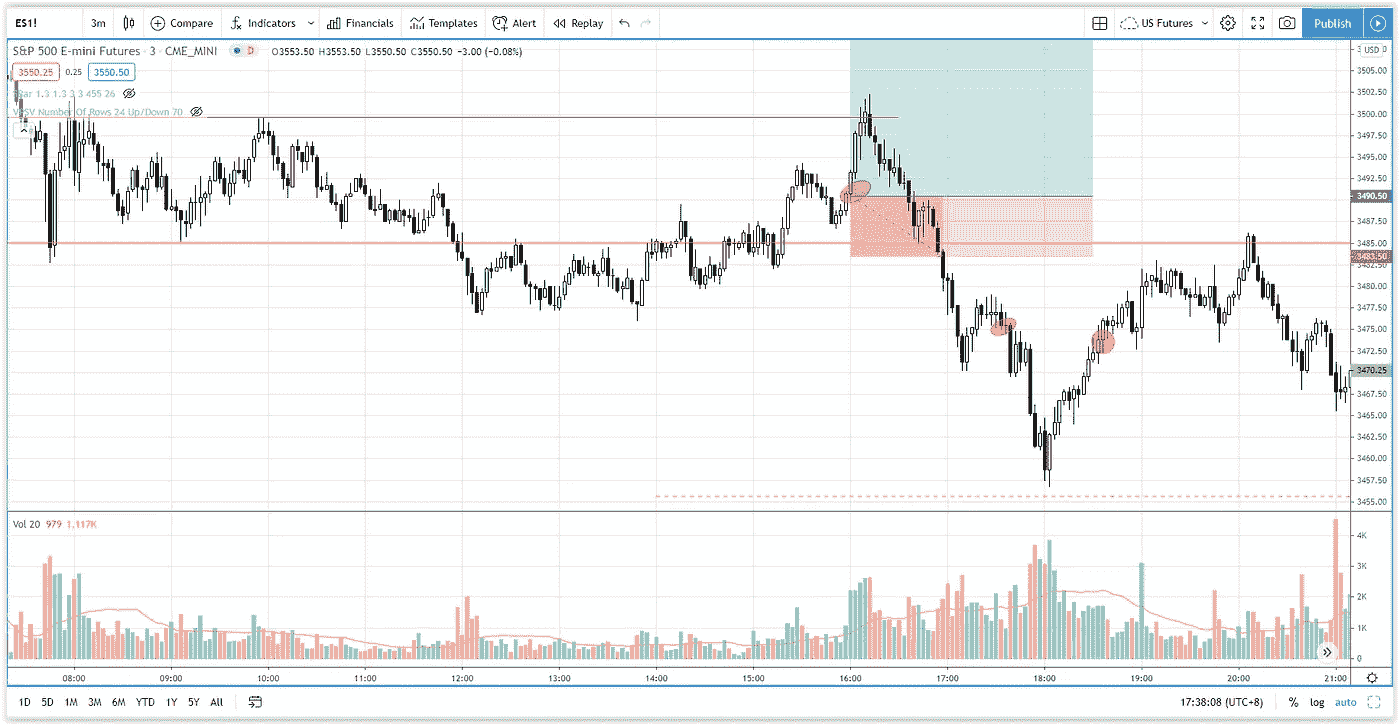 ES1! 3m Compare Indicators Financials Templates Alert Replay US Futures Publish
S&P 500 E-mini Futures · 3 · CME_MINI D O3553.50 H3553.50 L3550.50 C3550.50 −3.00 (−0.08%)
USD
3550.25 0.25 3550.50
3505.00
1.3 1.3 3 3 455 26
3502.50
Number Of Rows 24 Up/Down 70
3500.00
3497.50
3495.00
3492.50
3490.50
3487.50
3485.00
3483.50
3482.50
3480.00
3477.50
3475.00
3472.50
3470.25
3467.50
3465.00
3462.50
3460.00
3457.50
3455.00
Vol 20 979 1.117K
4K
3K
2K
1K
0
08:00 09:00 10:00 11:00 12:00 13:00 14:00 15:00 16:00 17:00 18:00 19:00 20:00 21:00
1D 5D 1M 3M 6M YTD 1Y 5Y All 17:38:08 (UTC+8) % log auto